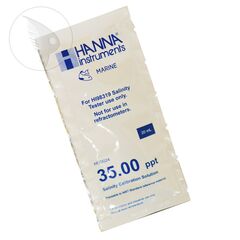 HANNA
instruments
MARINE
For HI98319 Salinity
Tester use only.
Not for use in
refractometers.
20 mL
35.00 ppt
Salinity Calibration Solution